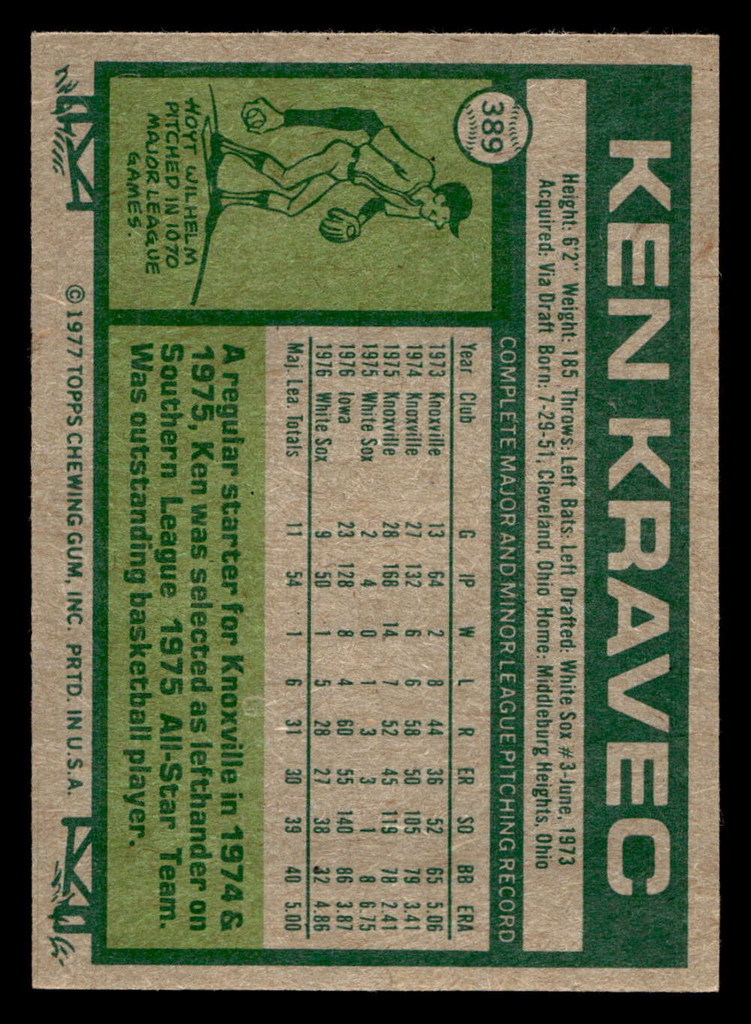 KEN KRAVEC
389
Height: 6'2" Weight: 185 Throws: Left Bats: Left Drafted: White Sox #3-June, 1973
Acquired: Via Draft Born: 7-29-51, Cleveland, Ohio Home: Middleburg Heights, Ohio
COMPLETE MAJOR AND MINOR LEAGUE PITCHING RECORD
Year Club G IP W L R ER SO BB ERA
1973 Knoxville 13 64 2 8 44 36 52 65 5.06
1974 Knoxville 27 132 6 6 58 50 105 79 3.41
1975 Knoxville 28 168 14 7 52 45 119 78 2.41
1975 White Sox 2 4 0 1 3 3 1 8 6.75
1976 Iowa 23 128 8 4 60 55 140 86 3.87
1976 White Sox 9 50 1 5 28 27 38 32 4.86
Maj. Lea. Totals 11 54 1 6 31 30 39 40 5.00
HOYT WILHELM
PITCHED IN 1070
MAJOR LEAGUE
GAMES.
A regular starter for Knoxville in 1974 &
1975, Ken was selected as lefthander on
Southern League 1975 All-Star Team.
Was outstanding basketball player.
© 1977 TOPPS CHEWING GUM, INC. PRTD. IN U.S.A.